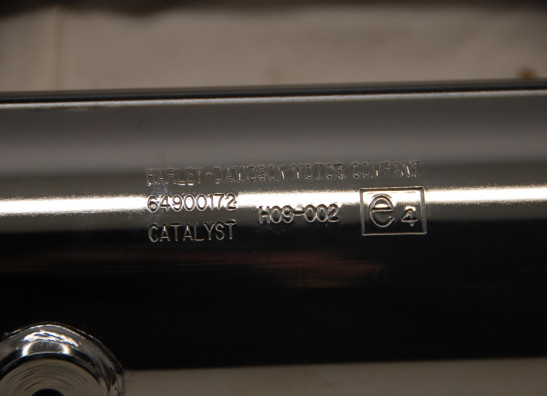 HARLEY-DAVIDSON MOTOR COMPANY
64900172 H09-002 e4
CATALYST